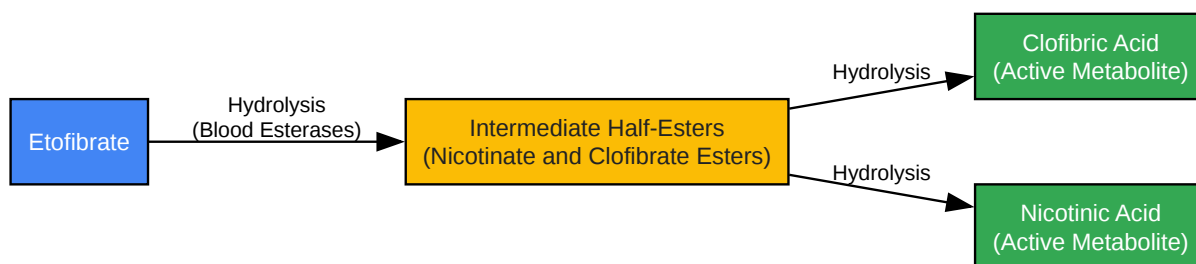 Etofibrate
Hydrolysis
(Blood Esterases)
Intermediate Half-Esters
(Nicotinate and Clofibrate Esters)
Hydrolysis
Clofibric Acid
(Active Metabolite)
Hydrolysis
Nicotinic Acid
(Active Metabolite)